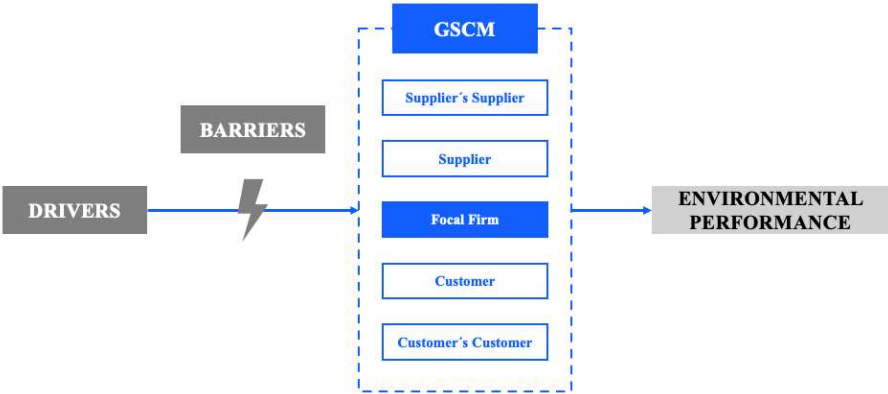 GSCM
Supplier´s Supplier
BARRIERS
Supplier
DRIVERS
Focal Firm
ENVIRONMENTAL
PERFORMANCE
Customer
Customer´s Customer